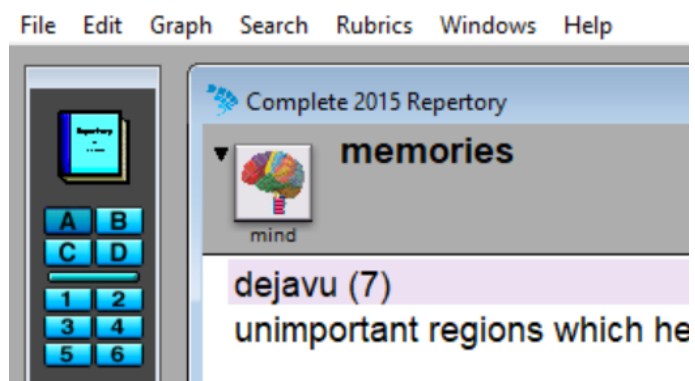 File Edit Graph Search Rubrics Windows Help
Complete 2015 Repertory
Repertory
memories
mind
A B
C D
1 2
3 4
5 6
dejavu (7)
unimportant regions which he